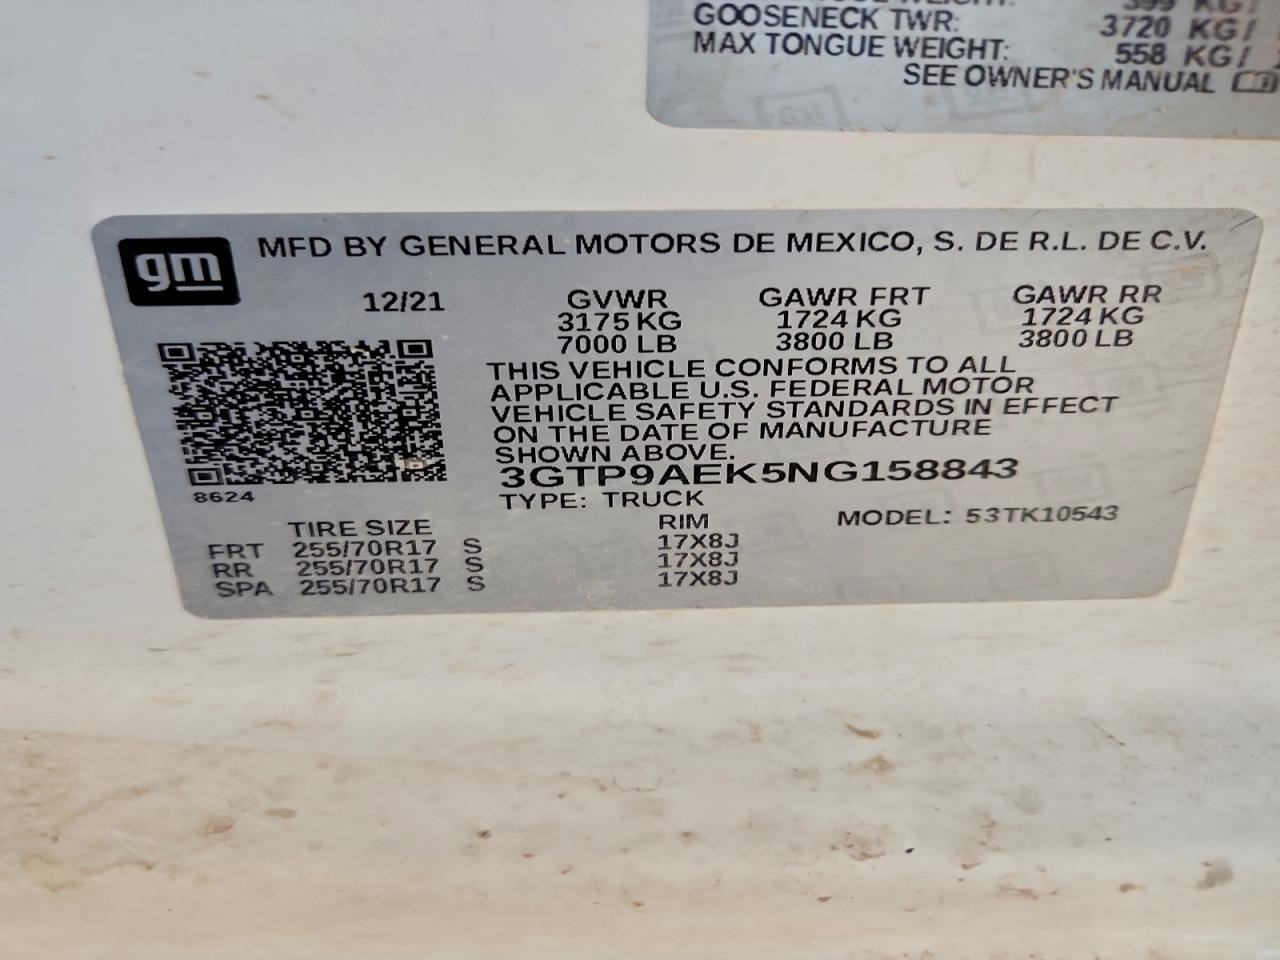 GOOSENECK TWR: 3720 KG/
MAX TONGUE WEIGHT: 558 KG/
SEE OWNER'S MANUAL
gm
MFD BY GENERAL MOTORS DE MEXICO, S. DE R.L. DE C.V.
12/21 GVWR GAWR FRT GAWR RR
3175 KG 1724 KG 1724 KG
7000 LB 3800 LB 3800 LB
THIS VEHICLE CONFORMS TO ALL
APPLICABLE U.S. FEDERAL MOTOR
VEHICLE SAFETY STANDARDS IN EFFECT
ON THE DATE OF MANUFACTURE
SHOWN ABOVE.
3GTP9AEK5NG158843
8624
TYPE: TRUCK MODEL: 53TK10543
TIRE SIZE RIM
FRT 255/70R17 S 17X8J
RR 255/70R17 S 17X8J
SPA 255/70R17 S 17X8J